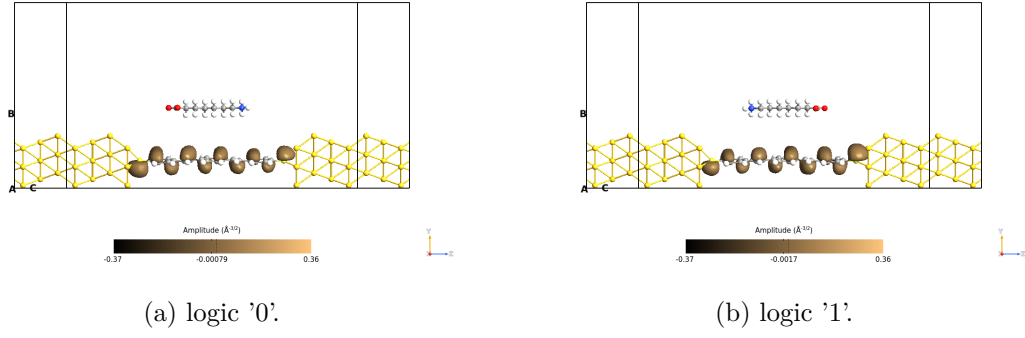 B
A C
Amplitude (Å-3/2)
-0.37 -0.00079 0.36
Y
X Z
(a) logic ’0’.
B
A C
Amplitude (Å-3/2)
-0.37 -0.0017 0.36
Y
X Z
(b) logic ’1’.